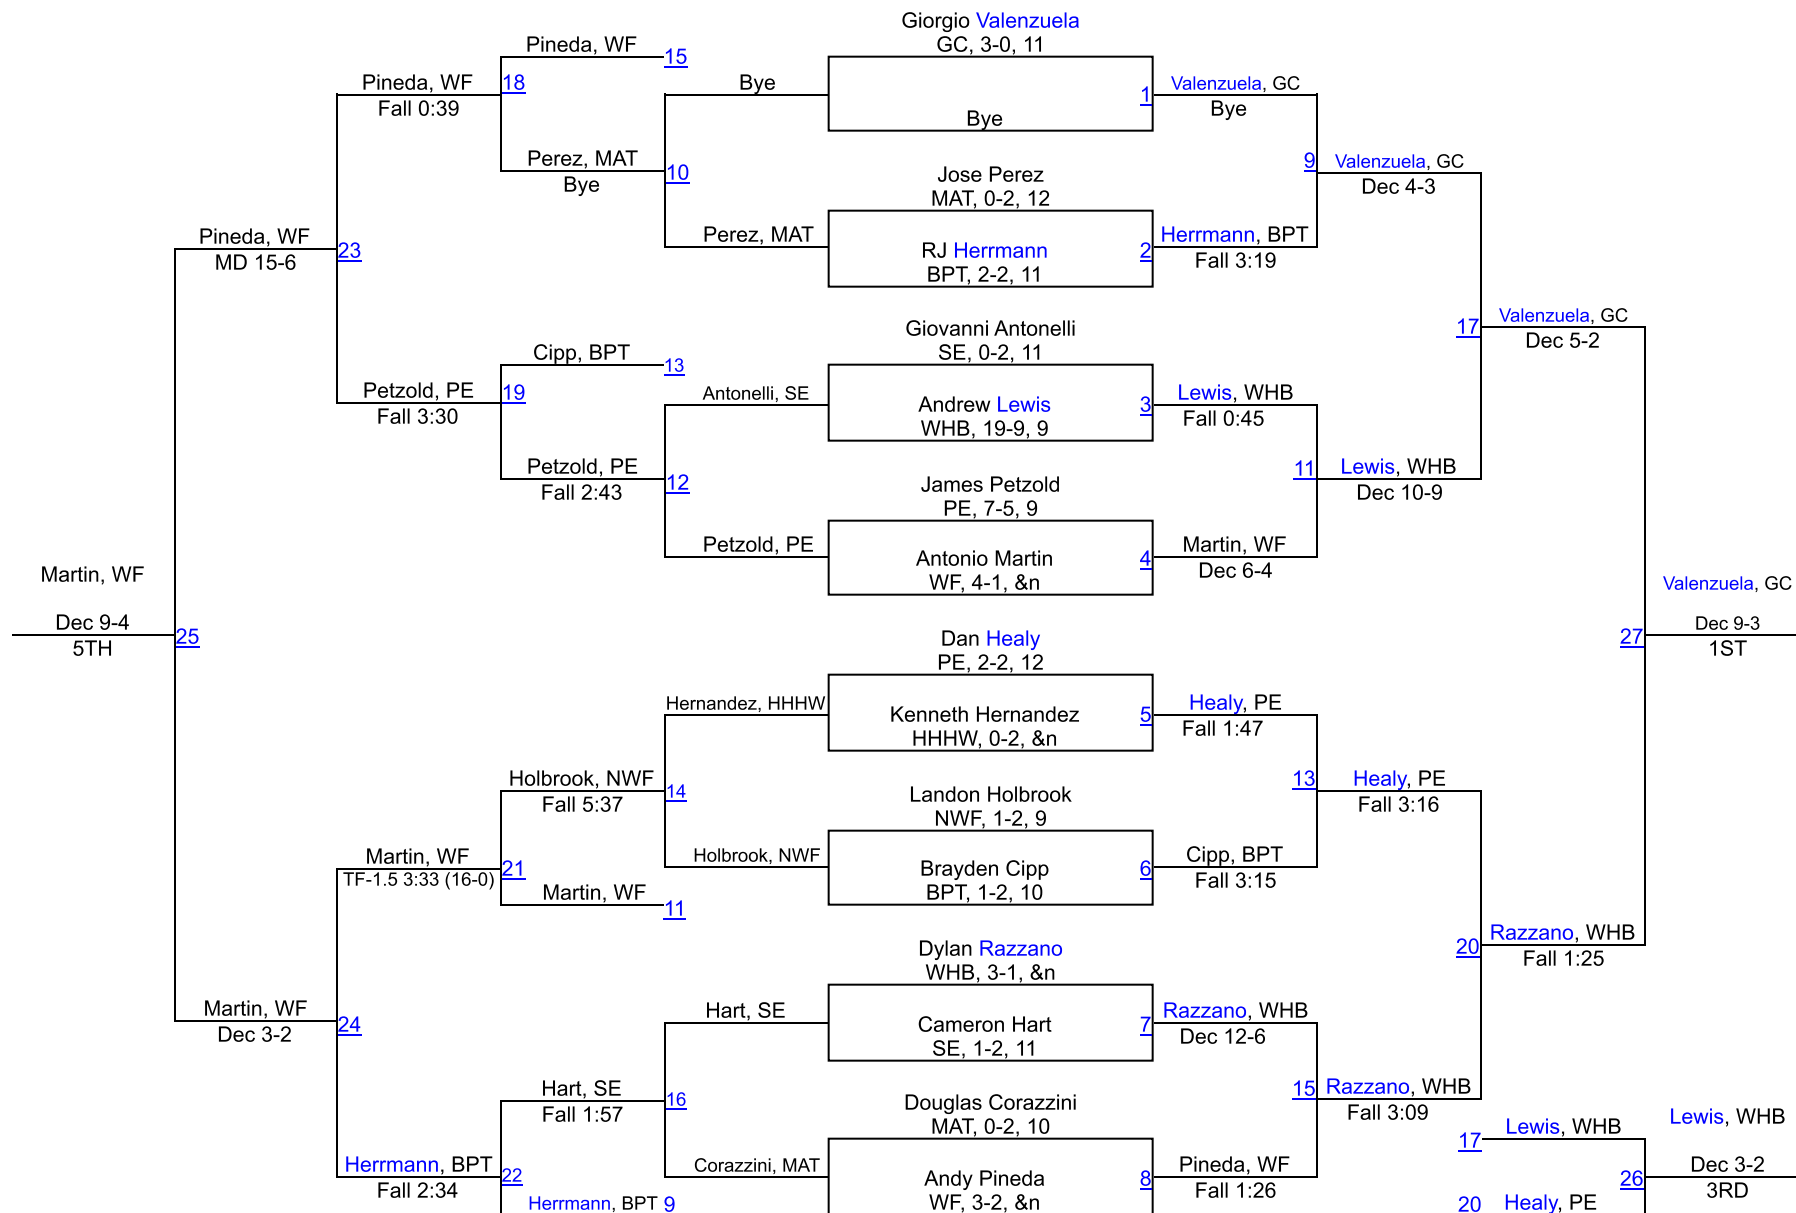 Giorgio Valenzuela
GC, 3-0, 11
Pineda, WF
15
Pineda, WF
18
Bye
1
Valenzuela, GC
Fall 0:39
Bye
Bye
Perez, MAT
10
Bye
9
Valenzuela, GC
Dec 4-3
Jose Perez
MAT, 0-2, 12
Pineda, WF
23
MD 15-6
Perez, MAT
RJ Herrmann
BPT, 2-2, 11
2
Herrmann, BPT
Fall 3:19
Giovanni Antonelli
SE, 0-2, 11
17
Valenzuela, GC
Dec 5-2
Cipp, BPT
13
Petzold, PE
19
Fall 3:30
Antonelli, SE
Andrew Lewis
WHB, 19-9, 9
3
Lewis, WHB
Fall 0:45
Petzold, PE
12
Fall 2:43
11
Lewis, WHB
Dec 10-9
James Petzold
PE, 7-5, 9
Petzold, PE
Antonio Martin
WF, 4-1, &n
4
Martin, WF
Dec 6-4
Martin, WF
Dec 9-4
25
5TH
Valenzuela, GC
27
Dec 9-3
1ST
Dan Healy
PE, 2-2, 12
Hernandez, HHHW
Kenneth Hernandez
HHHW, 0-2, &n
5
Healy, PE
Fall 1:47
Holbrook, NWF
14
Fall 5:37
13
Healy, PE
Fall 3:16
Landon Holbrook
NWF, 1-2, 9
Martin, WF
21
TF-1.5 3:33 (16-0)
Holbrook, NWF
Brayden Cipp
BPT, 1-2, 10
6
Cipp, BPT
Fall 3:15
Martin, WF
11
Dylan Razzano
WHB, 3-1, &n
20
Razzano, WHB
Fall 1:25
Martin, WF
24
Dec 3-2
Hart, SE
Cameron Hart
SE, 1-2, 11
7
Razzano, WHB
Dec 12-6
Hart, SE
16
Fall 1:57
15
Razzano, WHB
Fall 3:09
Douglas Corazzini
MAT, 0-2, 10
17
Lewis, WHB
Lewis, WHB
Herrmann, BPT
22
Fall 2:34
Corazzini, MAT
Andy Pineda
WF, 3-2, &n
8
Pineda, WF
Fall 1:26
26
Dec 3-2
3RD
Herrmann, BPT
9
20
Healy, PE